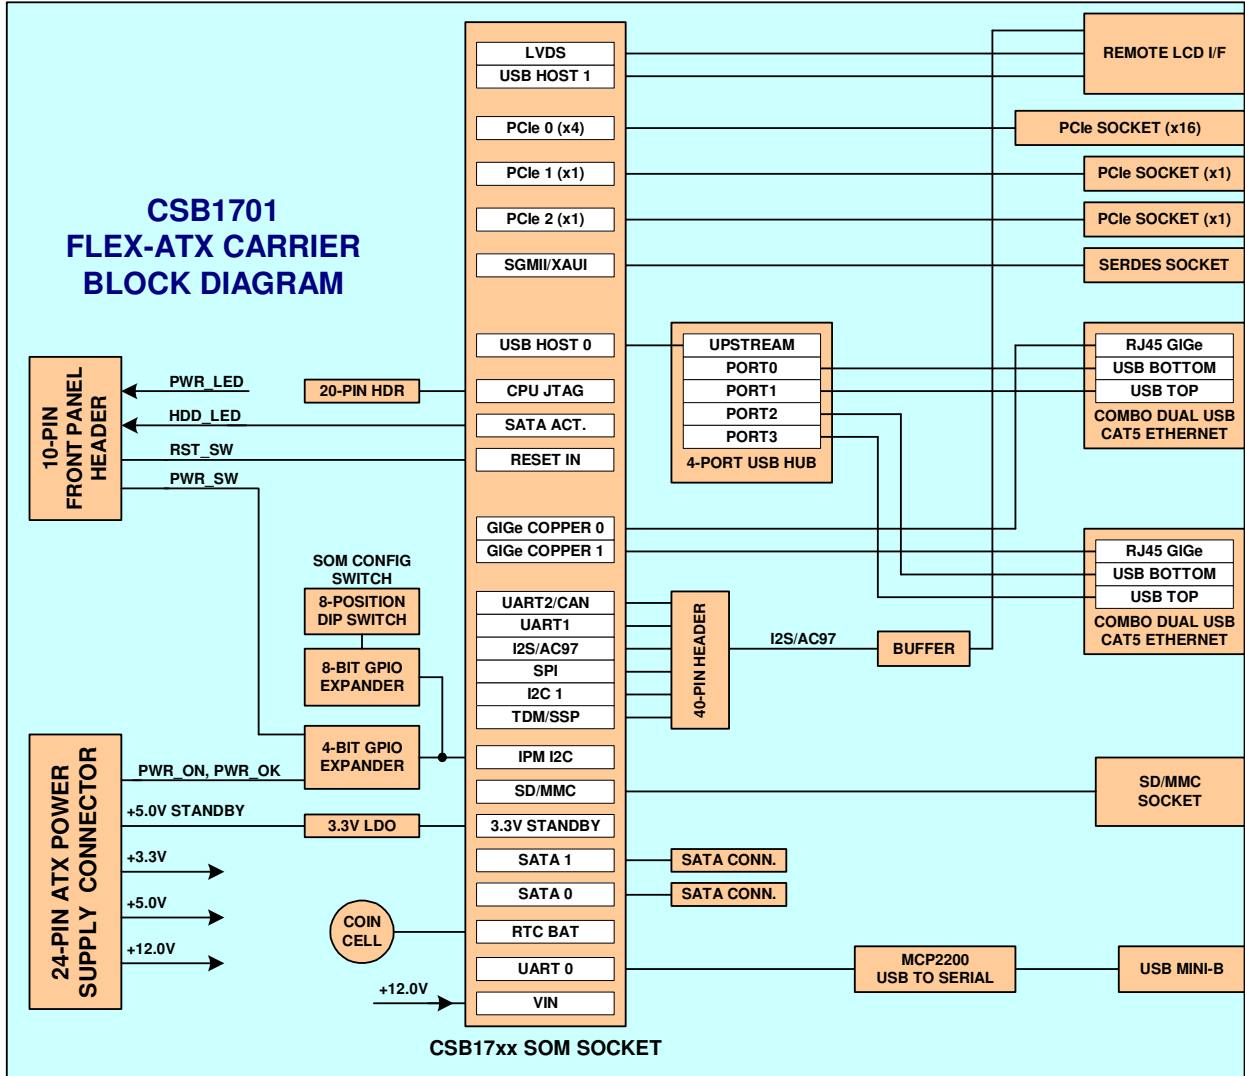 CSB1701
FLEX-ATX CARRIER
BLOCK DIAGRAM
LVDS
USB HOST 1
PCIe 0 (x4)
PCIe 1 (x1)
PCIe 2 (x1)
SGMII/XAUI
USB HOST 0
CPU JTAG
SATA ACT.
RESET IN
GIGe COPPER 0
GIGe COPPER 1
UART2/CAN
UART1
I2S/AC97
SPI
I2C 1
TDM/SSP
IPM I2C
SD/MMC
3.3V STANDBY
SATA 1
SATA 0
RTC BAT
UART 0
VIN
CSB17xx SOM SOCKET
REMOTE LCD I/F
PCIe SOCKET (x16)
PCIe SOCKET (x1)
PCIe SOCKET (x1)
SERDES SOCKET
UPSTREAM
PORT0
PORT1
PORT2
PORT3
4-PORT USB HUB
RJ45 GIGe
USB BOTTOM
USB TOP
COMBO DUAL USB
CAT5 ETHERNET
RJ45 GIGe
USB BOTTOM
USB TOP
COMBO DUAL USB
CAT5 ETHERNET
40-PIN HEADER
I2S/AC97
BUFFER
SD/MMC
SOCKET
SATA CONN.
SATA CONN.
MCP2200
USB TO SERIAL
USB MINI-B
10-PIN
FRONT PANEL
HEADER
PWR_LED
HDD_LED
RST_SW
PWR_SW
20-PIN HDR
SOM CONFIG
SWITCH
8-POSITION
DIP SWITCH
8-BIT GPIO
EXPANDER
4-BIT GPIO
EXPANDER
24-PIN ATX POWER
SUPPLY CONNECTOR
PWR_ON, PWR_OK
+5.0V STANDBY
3.3V LDO
+3.3V
+5.0V
+12.0V
COIN
CELL
+12.0V